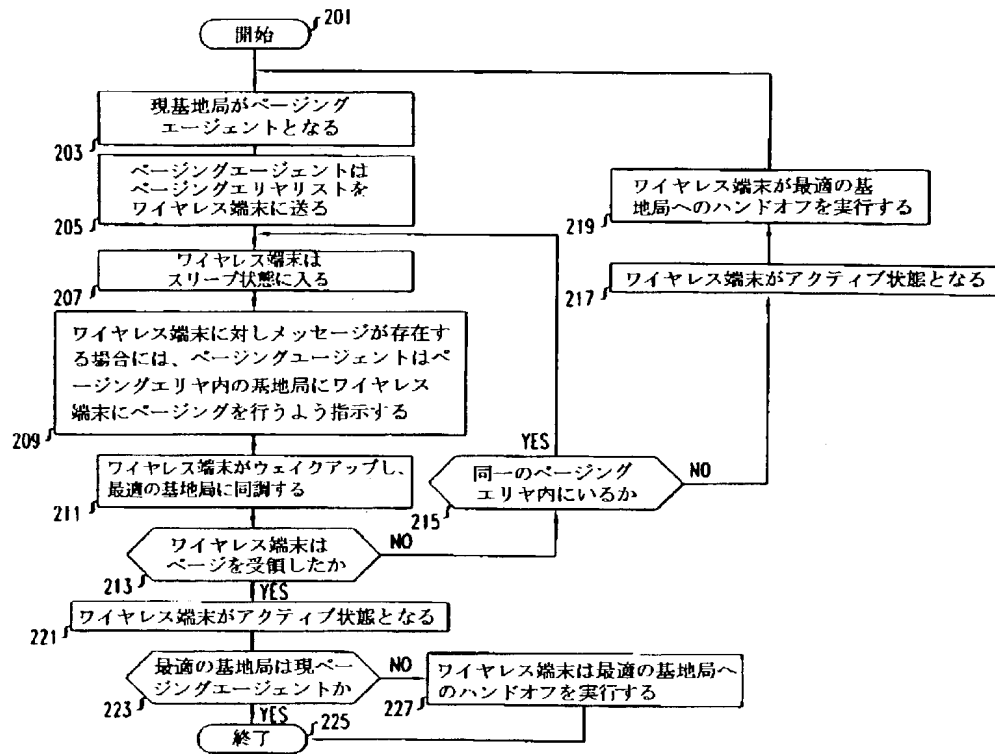 開始
201
現基地局がページング
エージェントとなる
203
ページングエージェントは
ページングエリヤリストを
ワイヤレス端末に送る
205
ワイヤレス端末は
スリープ状態に入る
207
ワイヤレス端末に対しメッセージが存在す
る場合には、ページングエージェントはペ
ージングエリヤ内の基地局にワイヤレス
端末にページングを行うよう指示する
209
ワイヤレス端末がウェイクアップし、
最適の基地局に同調する
211
ワイヤレス端末は
ページを受領したか
213
NO
YES
同一のページング
エリヤ内にいるか
215
YES
NO
ワイヤレス端末がアクティブ状態となる
217
ワイヤレス端末が最適の基
地局へのハンドオフを実行する
219
ワイヤレス端末がアクティブ状態となる
221
最適の基地局は現ペー
ジングエージェントか
223
NO
YES
ワイヤレス端末は最適の基地局へ
のハンドオフを実行する
227
終了
225